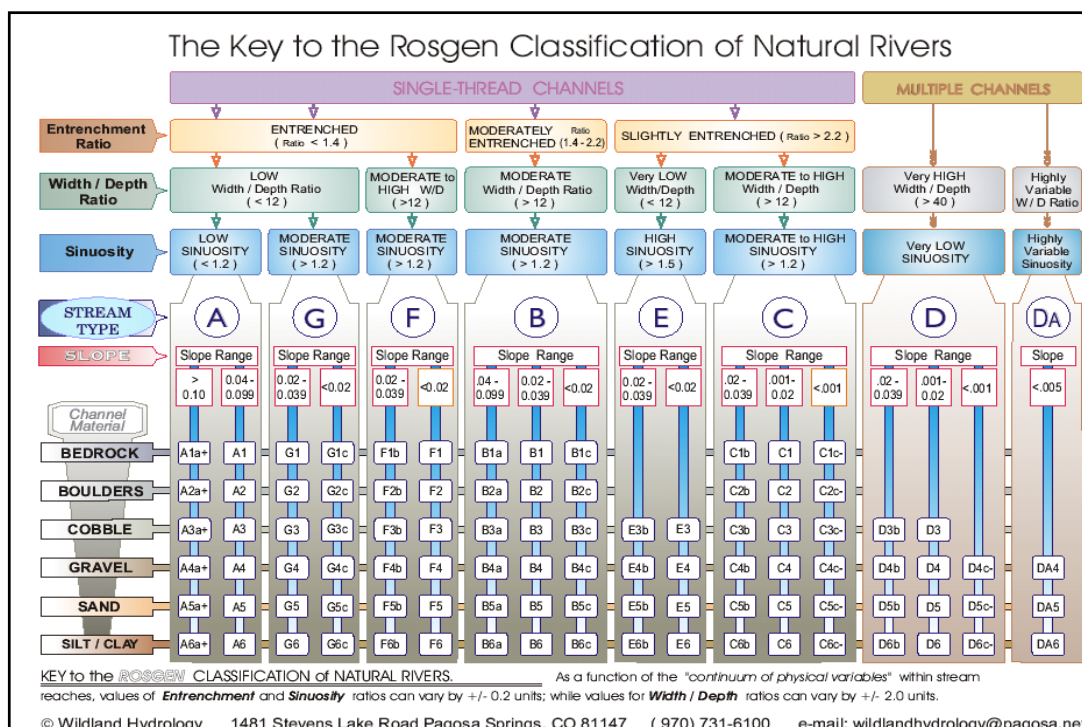 The Key to the Rosgen Classification of Natural Rivers
SINGLE-THREAD CHANNELS MULTIPLE CHANNELS
Entrenchment Ratio
ENTRENCHED ( Ratio < 1.4 )
MODERATELY ENTRENCHED Ratio (1.4 - 2.2)
SLIGHTLY ENTRENCHED ( Ratio > 2.2 )
Width / Depth Ratio
LOW Width / Depth Ratio ( < 12 )
MODERATE to HIGH W/D ( >12 )
MODERATE Width / Depth Ratio ( > 12 )
Very LOW Width/Depth ( < 12 )
MODERATE to HIGH Width / Depth ( > 12 )
Very HIGH Width / Depth ( > 40 )
Highly Variable W / D Ratio
Sinuosity
LOW SINUOSITY ( < 1.2 )
MODERATE SINUOSITY ( > 1.2 )
MODERATE SINUOSITY ( > 1.2 )
MODERATE SINUOSITY ( > 1.2 )
HIGH SINUOSITY ( > 1.5 )
MODERATE to HIGH SINUOSITY ( > 1.2 )
Very LOW SINUOSITY
Highly Variable Sinuosity
STREAM TYPE
A G F B E C D DA
SLOPE
Slope Range Slope Range Slope Range Slope Range Slope Range Slope Range Slope Range Slope
> 0.10 0.04 - 0.099 0.02 - 0.039 <0.02 0.02 - 0.039 <0.02 .04 - 0.099 0.02 - 0.039 <0.02 0.02 - 0.039 <0.02 .02 - 0.039 .001- 0.02 <.001 .02 - 0.039 .001- 0.02 <.001 <.005
Channel Material
BEDROCK A1a+ A1 G1 G1c F1b F1 B1a B1 B1c C1b C1 C1c-
BOULDERS A2a+ A2 G2 G2c F2b F2 B2a B2 B2c C2b C2 C2c-
COBBLE A3a+ A3 G3 G3c F3b F3 B3a B3 B3c E3b E3 C3b C3 C3c- D3b D3
GRAVEL A4a+ A4 G4 G4c F4b F4 B4a B4 B4c E4b E4 C4b C4 C4c- D4b D4 D4c- DA4
SAND A5a+ A5 G5 G5c F5b F5 B5a B5 B5c E5b E5 C5b C5 C5c- D5b D5 D5c- DA5
SILT / CLAY A6a+ A6 G6 G6c F6b F6 B6a B6 B6c E6b E6 C6b C6 C6c- D6b D6 D6c- DA6
KEY to the ROSGEN CLASSIFICATION of NATURAL RIVERS. As a function of the "continuum of physical variables" within stream
reaches, values of Entrenchment and Sinuosity ratios can vary by +/- 0.2 units; while values for Width / Depth ratios can vary by +/- 2.0 units.
© Wildland Hydrology 1481 Stevens Lake Road Pagosa Springs, CO 81147 ( 970) 731-6100 e-mail: wildlandhydrology@pagosa.net